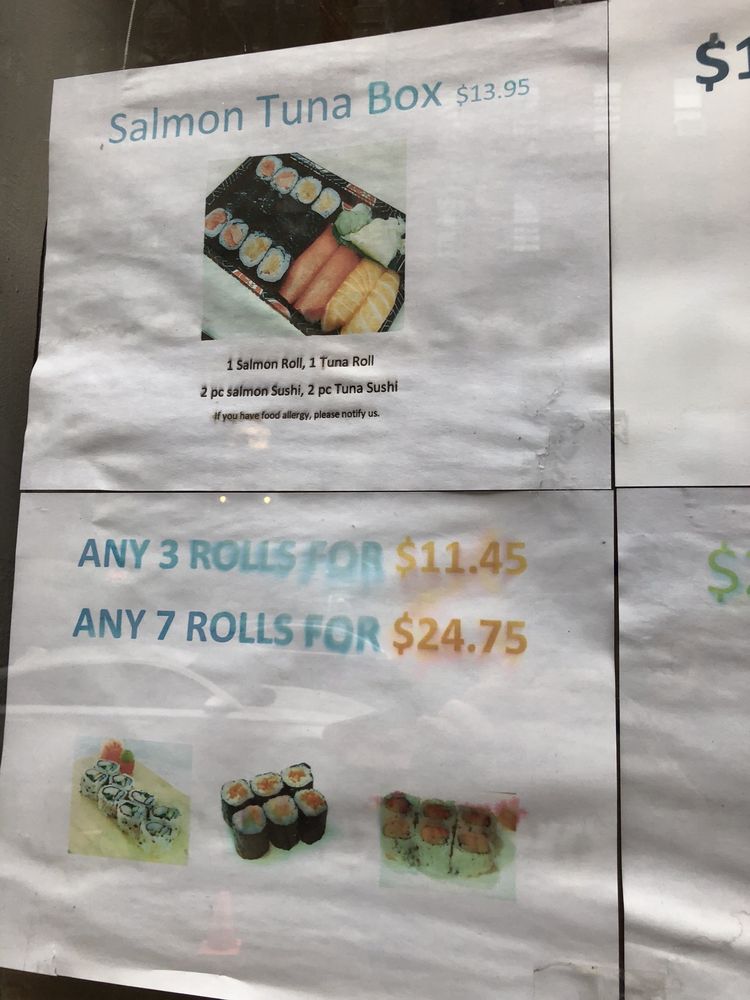 Salmon Tuna Box $13.95
1 Salmon Roll, 1 Tuna Roll
2 pc salmon Sushi, 2 pc Tuna Sushi
If you have food allergy, please notify us.
ANY 3 ROLLS FOR $11.45
ANY 7 ROLLS FOR $24.75
$1
$